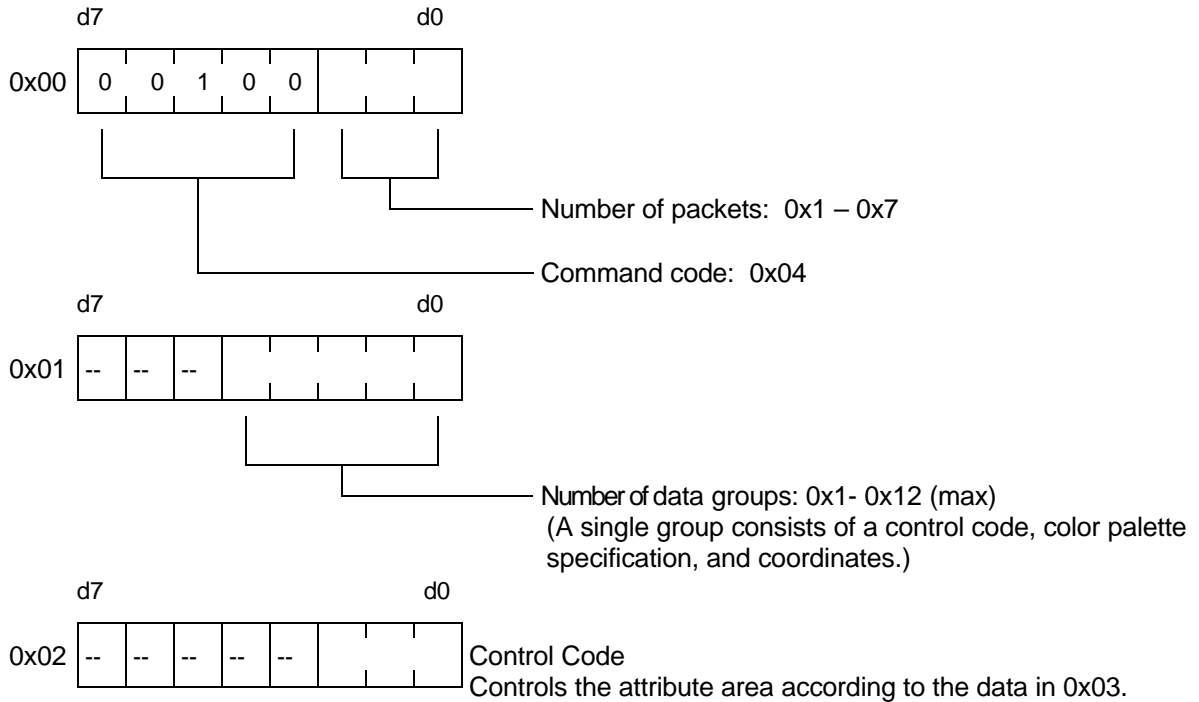 d7 d0
0x00 0 0 1 0 0
Number of packets: 0x1 – 0x7
Command code: 0x04
d7 d0
0x01 -- -- --
Number of data groups: 0x1- 0x12 (max)
(A single group consists of a control code, color palette
specification, and coordinates.)
d7 d0
0x02 -- -- -- -- -- Control Code
Controls the attribute area according to the data in 0x03.